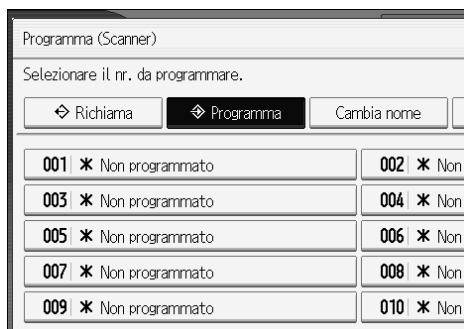 Programma (Scanner)
Selezionare il nr. da programmare.
Richiama Programma Cambia nome
001 Non programmato 002 Non
003 Non programmato 004 Non
005 Non programmato 006 Non
007 Non programmato 008 Non
009 Non programmato 010 Non